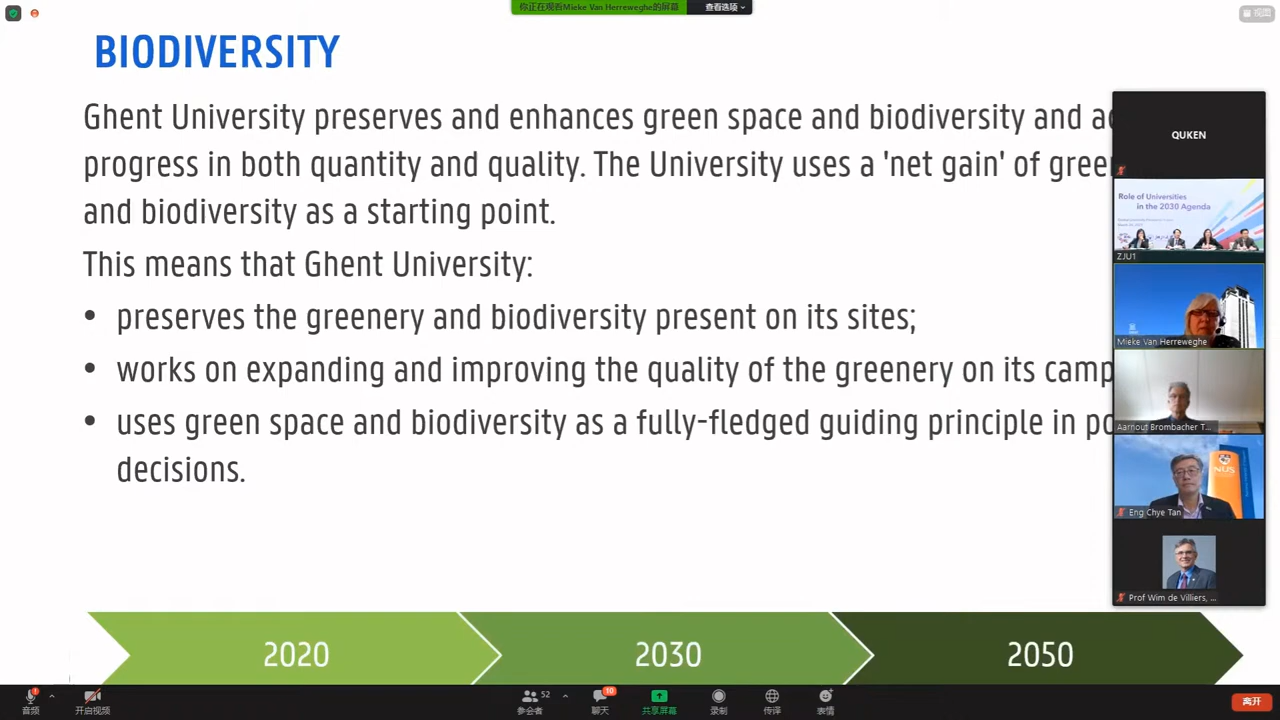 你正在观看Mieke Van Herreweghe的屏幕
查看选项
视图
BIODIVERSITY
Ghent University preserves and enhances green space and biodiversity and
progress in both quantity and quality. The University uses a 'net gain' of
and biodiversity as a starting point.
This means that Ghent University:
• preserves the greenery and biodiversity present on its sites;
• works on expanding and improving the quality of the greenery on its
• uses green space and biodiversity as a fully-fledged guiding principle in
decisions.
2020
2030
2050
QUKEN
Role of Universities
in the 2030 Agenda
ZJU1
Mieke Van Herreweghe
Aarnout Brombacher T...
NUS
Eng Chye Tan
Prof Wim de Villiers, ...
音频
开启视频
52
参会者
10
聊天
共享屏幕
录制
传译
表情
离开